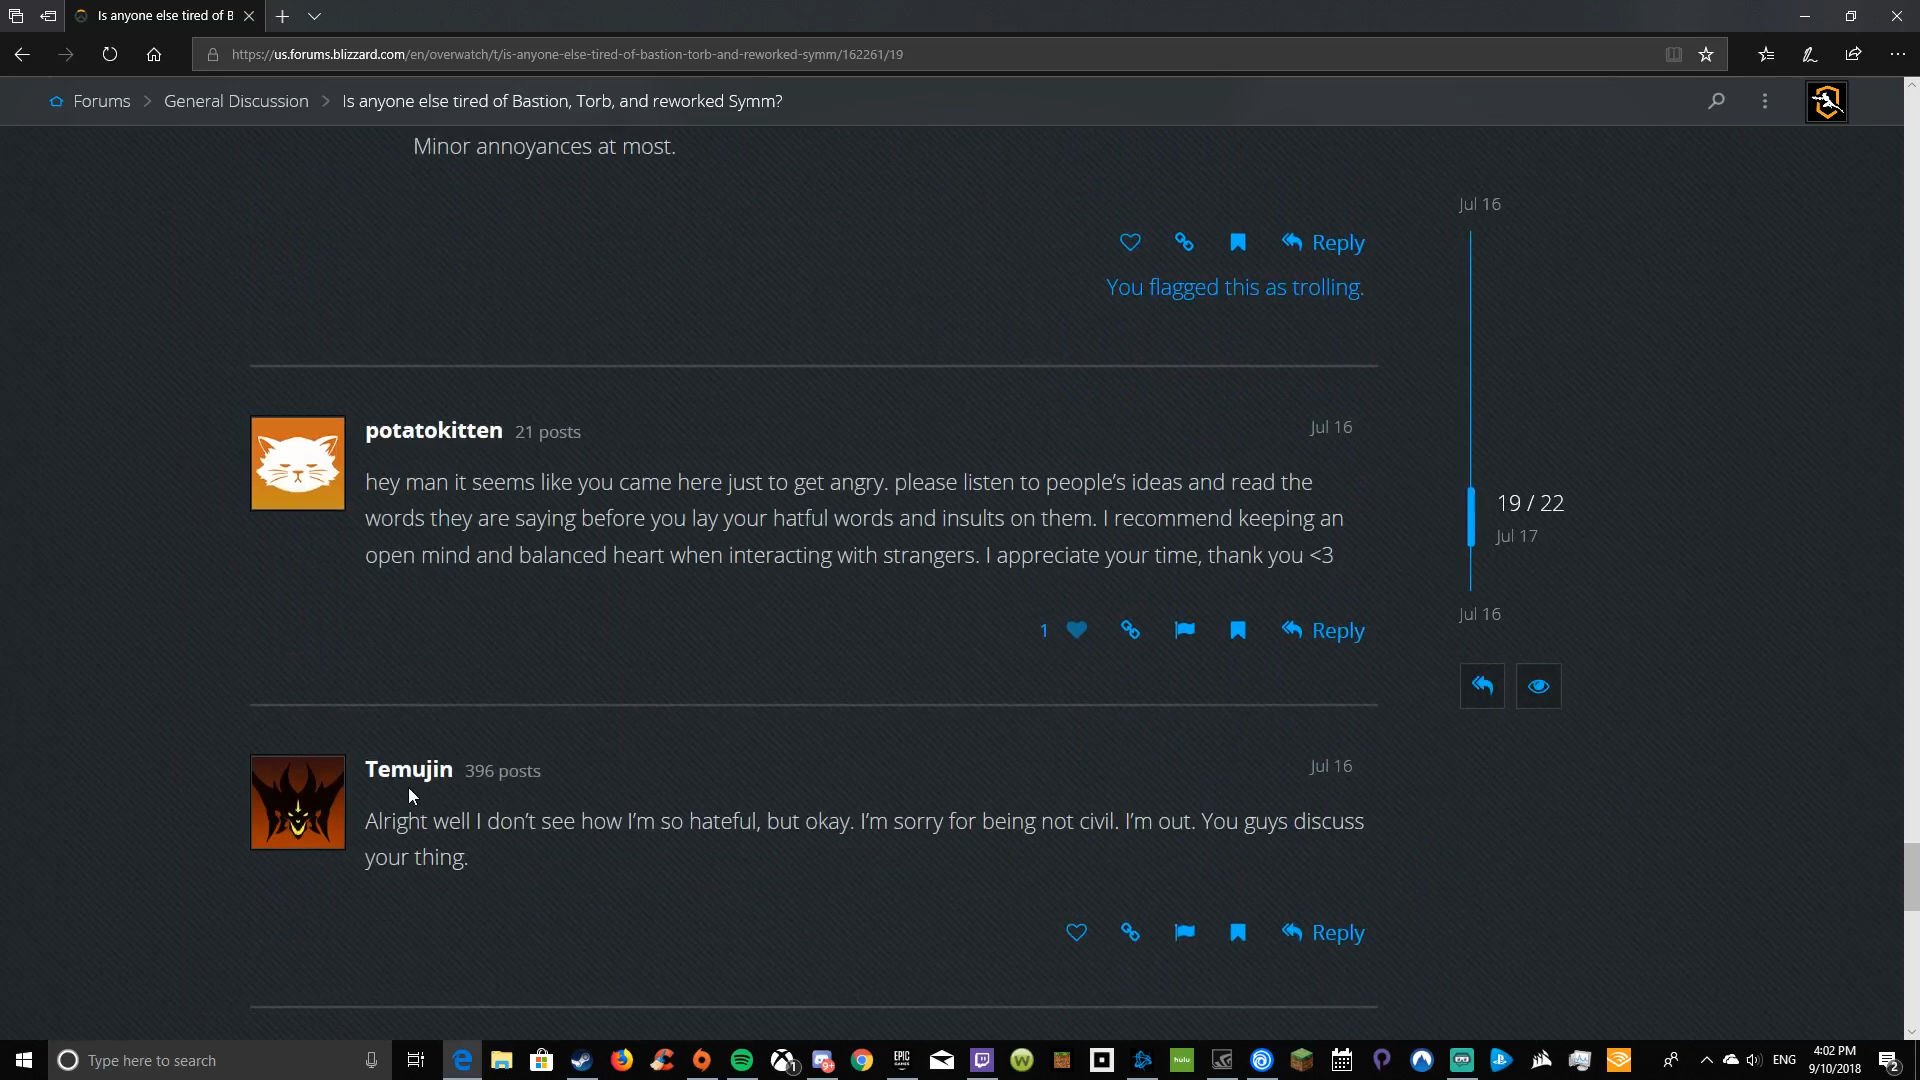 Is anyone else tired of B
https://us.forums.blizzard.com/en/overwatch/t/is-anyone-else-tired-of-bastion-torb-and-reworked-symm/162261/19
Forums > General Discussion > Is anyone else tired of Bastion, Torb, and reworked Symm?
Minor annoyances at most.
Jul 16
Reply
You flagged this as trolling.
potatokitten 21 posts
Jul 16
hey man it seems like you came here just to get angry. please listen to people’s ideas and read the
words they are saying before you lay your hatful words and insults on them. I recommend keeping an
open mind and balanced heart when interacting with strangers. I appreciate your time, thank you <3
19 / 22
Jul 17
Jul 16
1 Reply
Temujin 396 posts
Jul 16
Alright well I don’t see how I’m so hateful, but okay. I’m sorry for being not civil. I’m out. You guys discuss
your thing.
Reply
Type here to search
1
9+
EPIC
GAMES
hulu
ENG
4:02 PM
9/10/2018
2